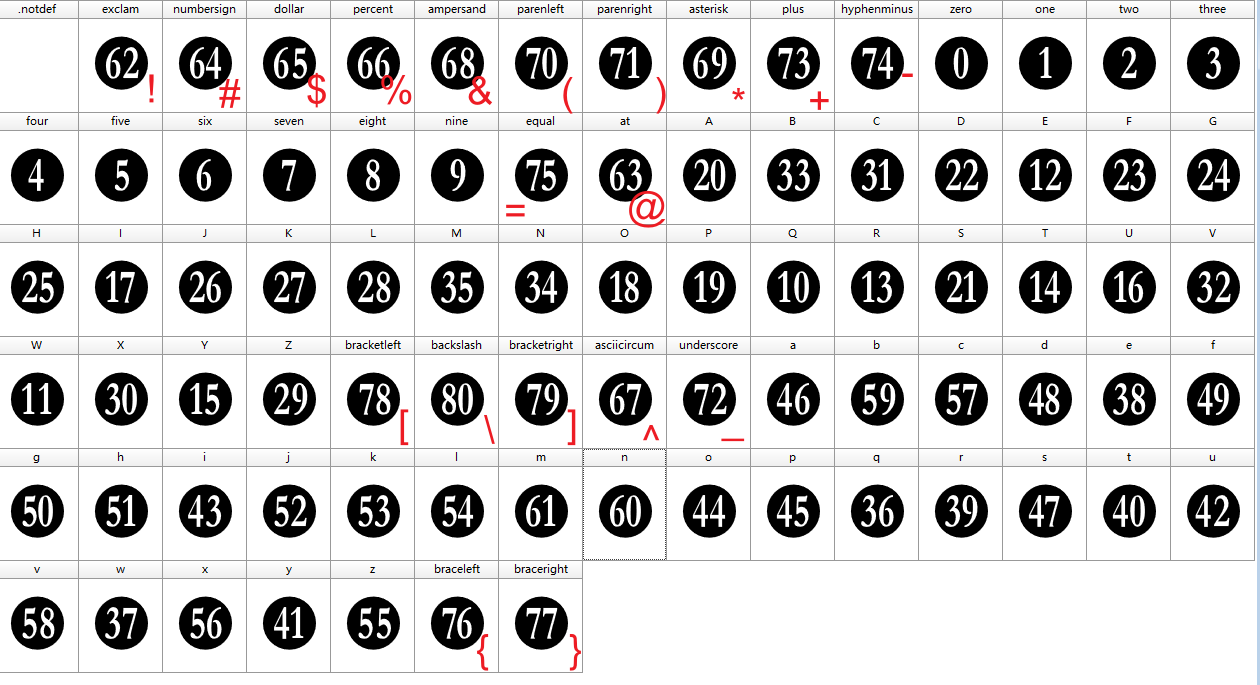 .notdef exclam numbersign dollar percent ampersand parenleft parenright asterisk plus hyphenminus zero one two three
62 ! 64 # 65 $ 66 % 68 & 70 ( 71 ) 69 * 73 + 74 - 0 1 2 3
four five six seven eight nine equal at A B C D E F G
4 5 6 7 8 9 75 = 63 @ 20 33 31 22 12 23 24
H I J K L M N O P Q R S T U V
25 17 26 27 28 35 34 18 19 10 13 21 14 16 32
W X Y Z bracketleft backslash bracketright asciicircum underscore a b c d e f
11 30 15 29 78 [ 80 \ 79 ] 67 ^ 72 _ 46 59 57 48 38 49
g h i j k l m n o p q r s t u
50 51 43 52 53 54 61 60 44 45 36 39 47 40 42
v w x y z braceleft braceright
58 37 56 41 55 76 { 77 }